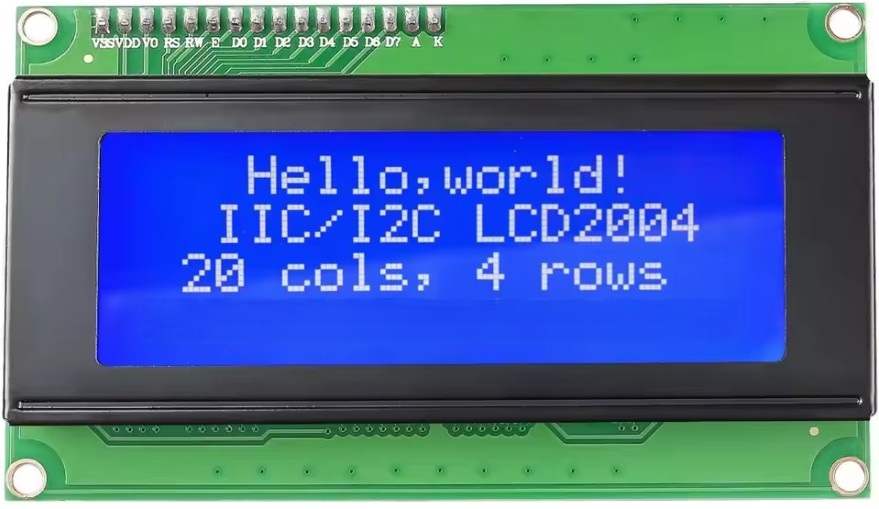 VSS VDD VO RS RW E D0 D1 D2 D3 D4 D5 D6 D7 A K
Hello,world!
IIC/I2C LCD2004
20 cols, 4 rows